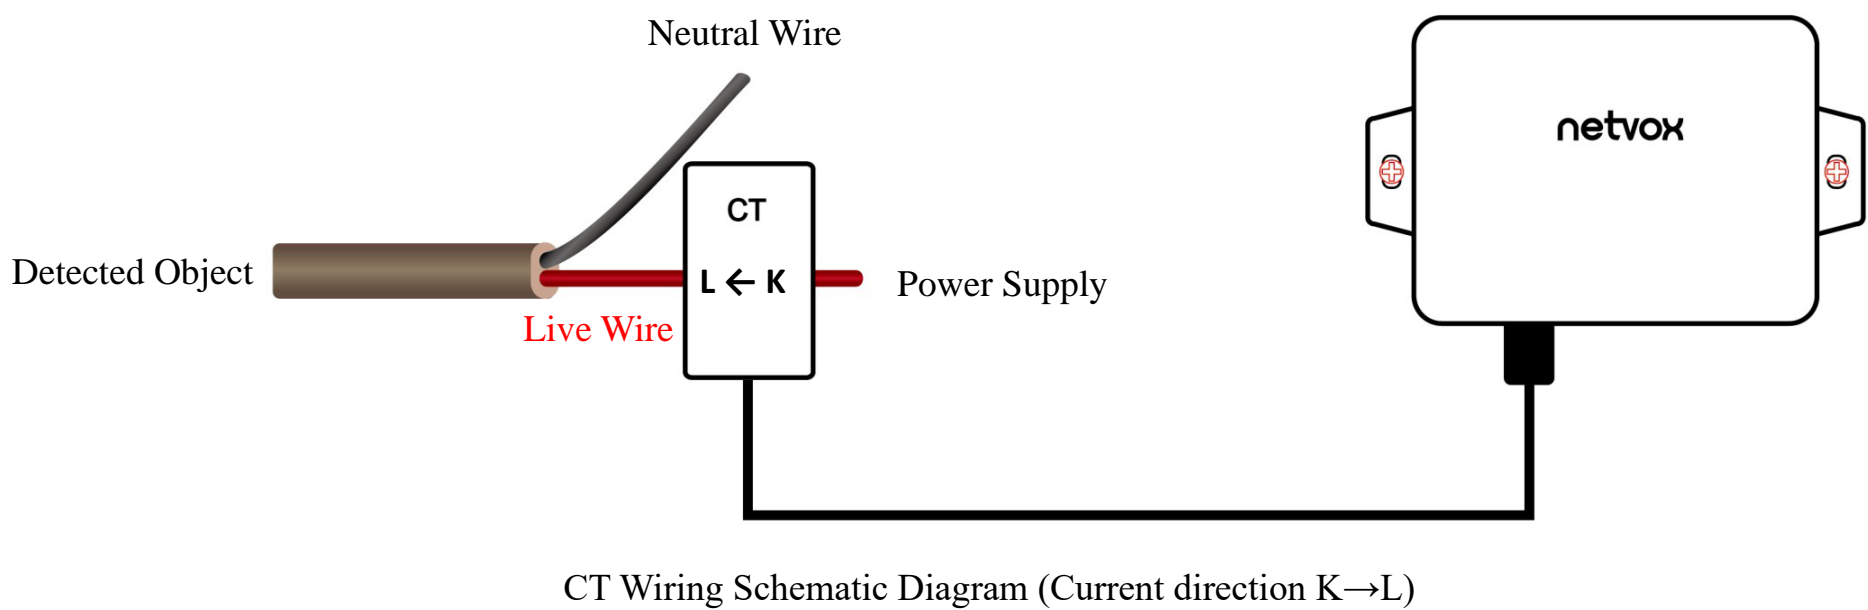 Neutral Wire
netvox
CT
Detected Object
L ← K
Power Supply
Live Wire
CT Wiring Schematic Diagram (Current direction K→L)